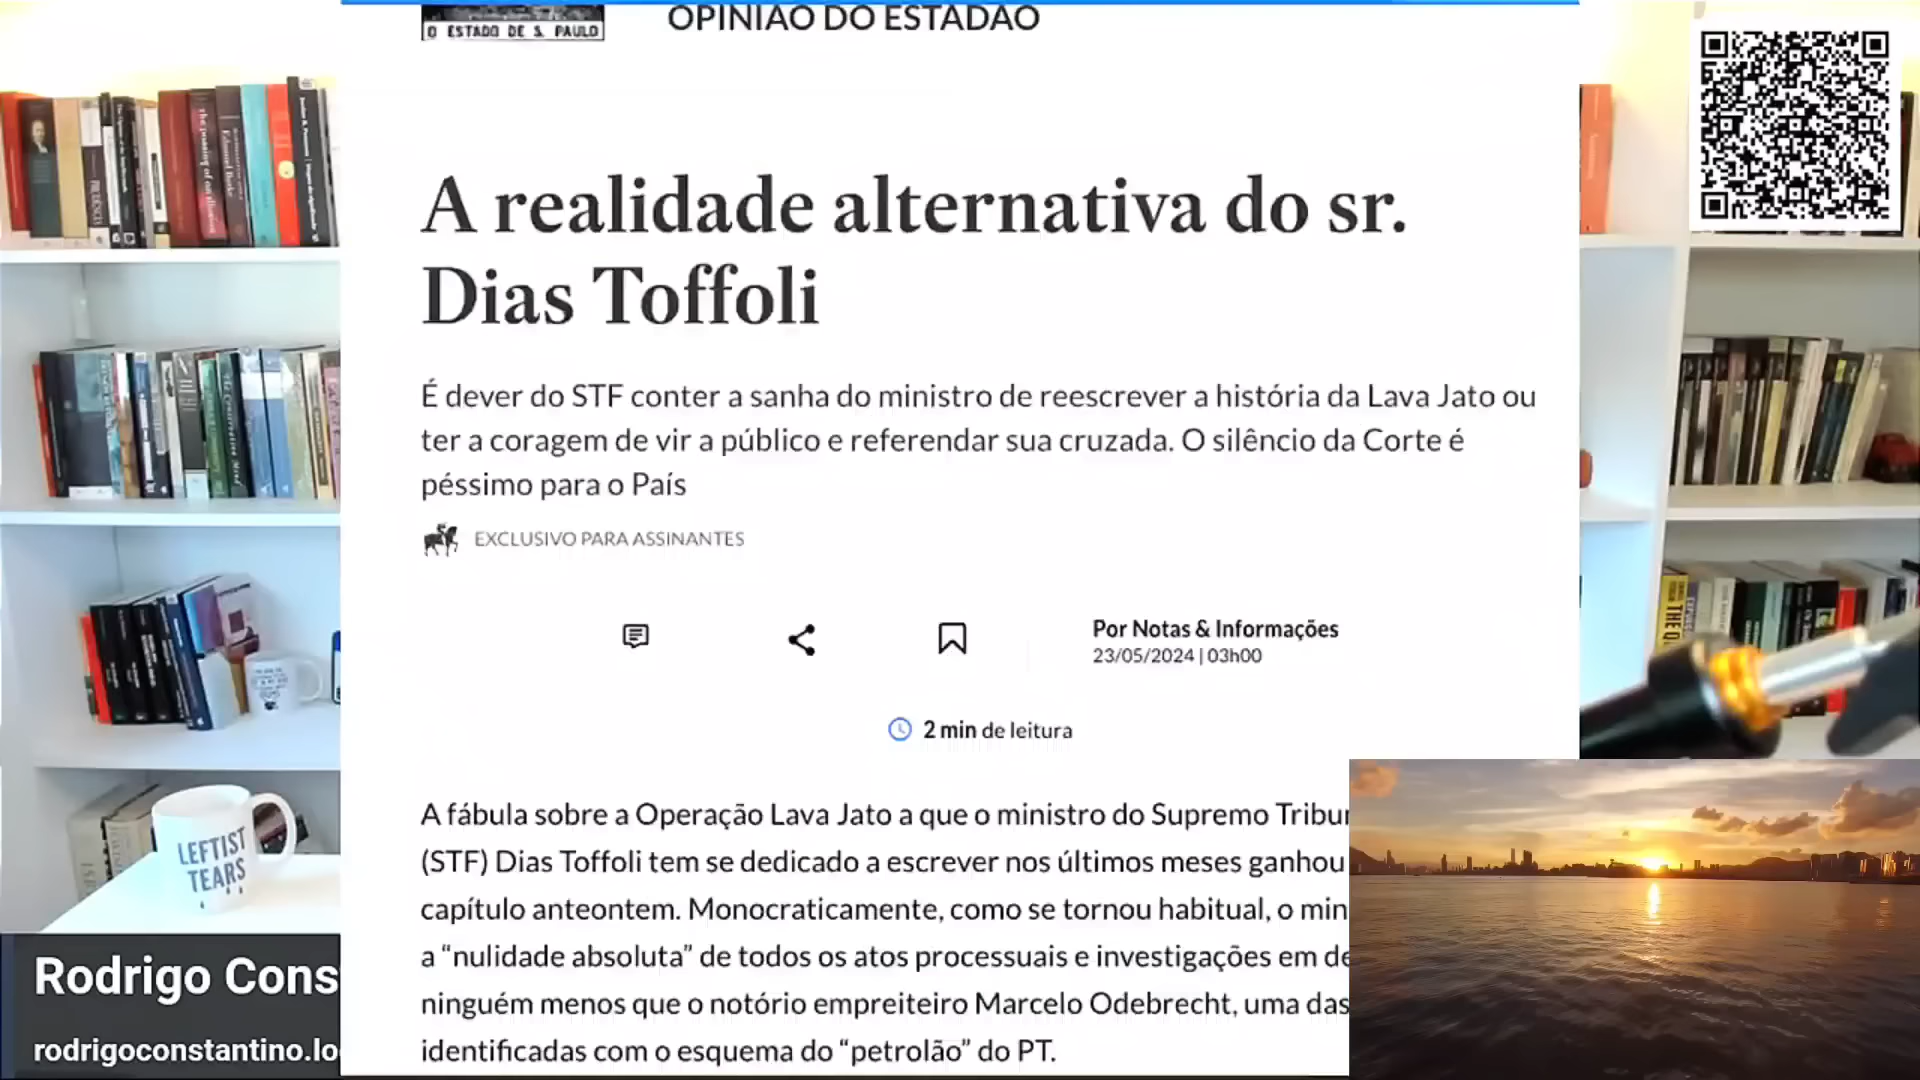 O ESTADO DE S. PAULO
OPINIÃO DO ESTADÃO
A realidade alternativa do sr.
Dias Toffoli
É dever do STF conter a sanha do ministro de reescrever a história da Lava Jato ou
ter a coragem de vir a público e referendar sua cruzada. O silêncio da Corte é
péssimo para o País
EXCLUSIVO PARA ASSINANTES
Por Notas & Informações
23/05/2024 | 03h00
2 min de leitura
A fábula sobre a Operação Lava Jato a que o ministro do Supremo Tribu
(STF) Dias Toffoli tem se dedicado a escrever nos últimos meses ganhou
capítulo anteontem. Monocraticamente, como se tornou habitual, o min
a “nulidade absoluta” de todos os atos processuais e investigações em de
ninguém menos que o notório empreiteiro Marcelo Odebrecht, uma das
identificadas com o esquema do “petrolão” do PT.
LEFTIST
TEARS
Rodrigo Cons
rodrigoconstantino.lo